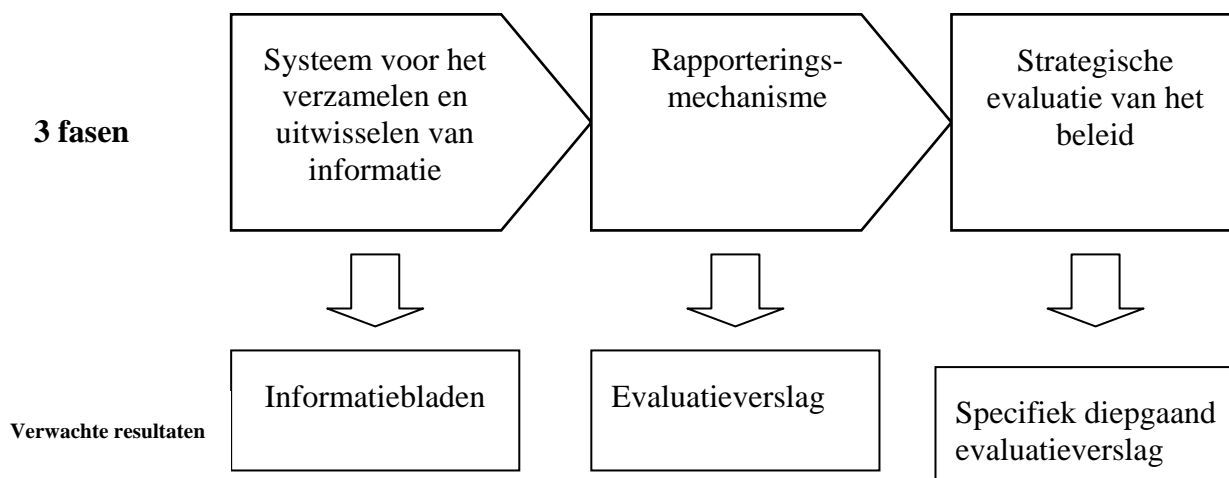 3 fasen
Systeem voor het
verzamelen en
uitwisselen van
informatie
Rapporterings-
mechanisme
Strategische
evaluatie van het
beleid
Verwachte resultaten
Informatiebladen
Evaluatieverslag
Specifiek diepgaand
evaluatieverslag